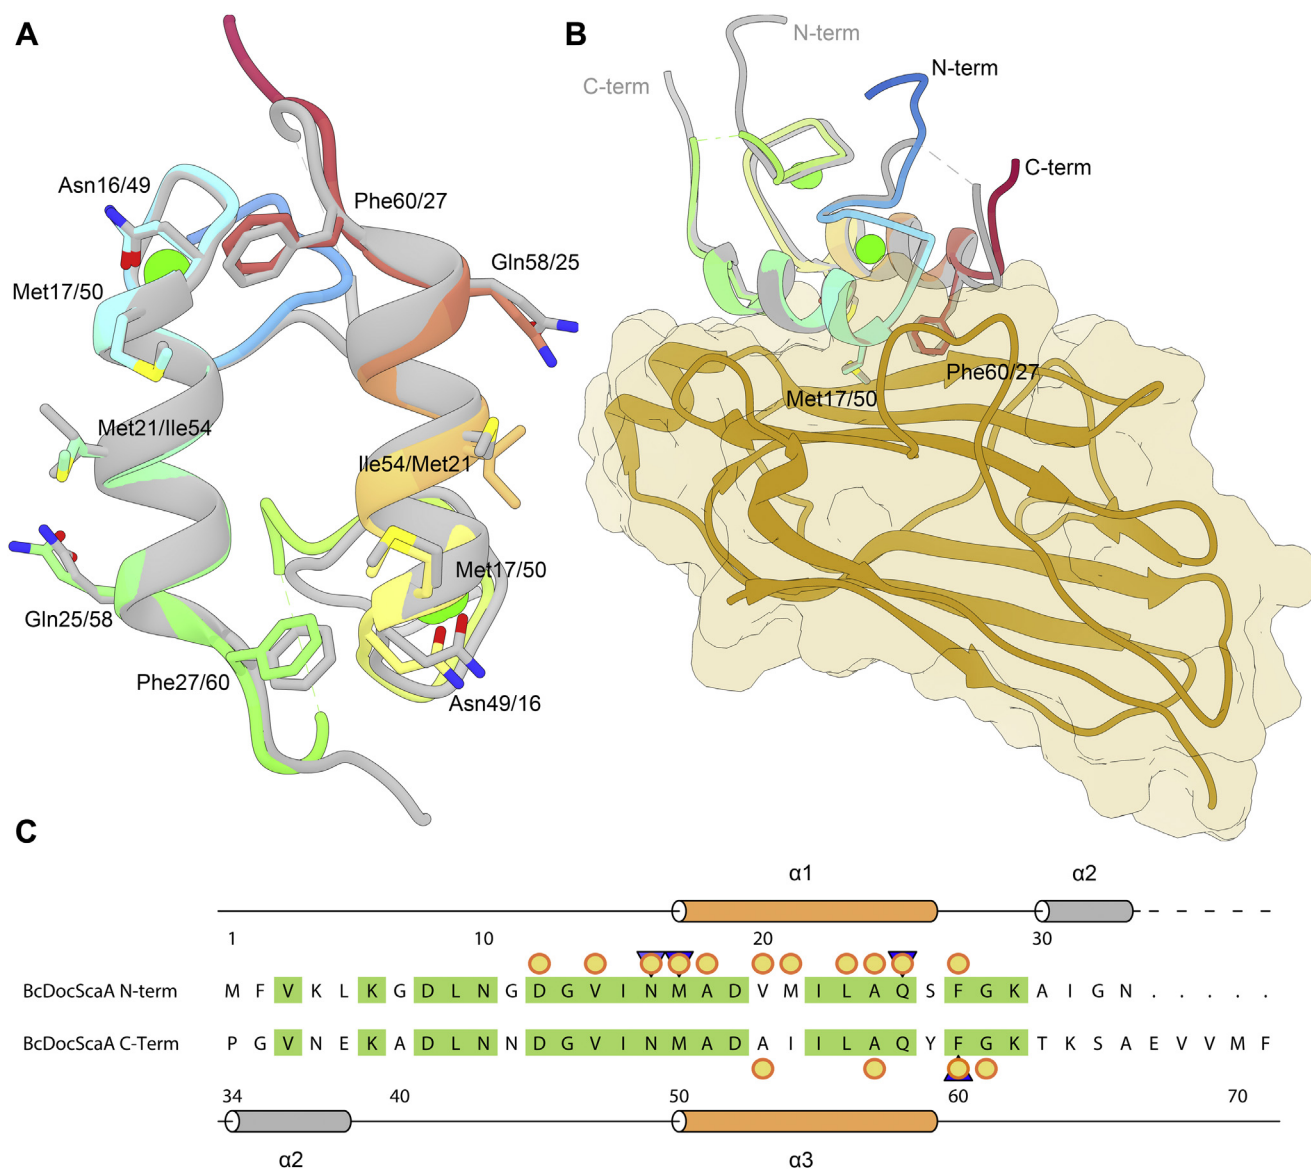 A
B
N-term
C-term
N-term
C-term
Asn16/49
Phe60/27
Met17/50
Gln58/25
Met21/Ile54
Ile54/Met21
Met17/50
Gln25/58
Phe27/60
Asn49/16
Phe60/27
Met17/50
C
α1
α2
1 10 20 30
BcDocScaA N-term M F V K L K G D L N G D G V I N M A D V M I L A Q S F G K A I G N . . . . .
BcDocScaA C-Term P G V N E K A D L N N D G V I N M A D A I I L A Q Y F G K T K S A E V V M F
34 40 50 60 70
α2
α3